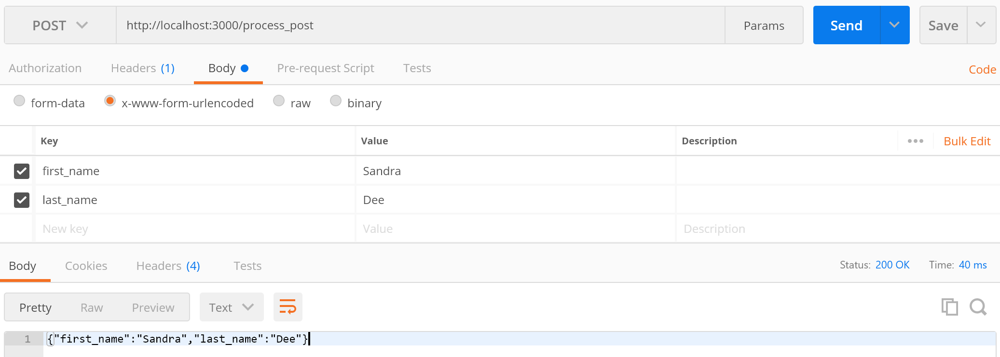 POST http://localhost:3000/process_post Params Send Save
Authorization Headers (1) Body Pre-request Script Tests Code
form-data x-www-form-urlencoded raw binary
Key Value Description Bulk Edit
first_name Sandra
last_name Dee
New key Value Description
Body Cookies Headers (4) Tests Status: 200 OK Time: 40 ms
Pretty Raw Preview Text
1 {"first_name":"Sandra","last_name":"Dee"}